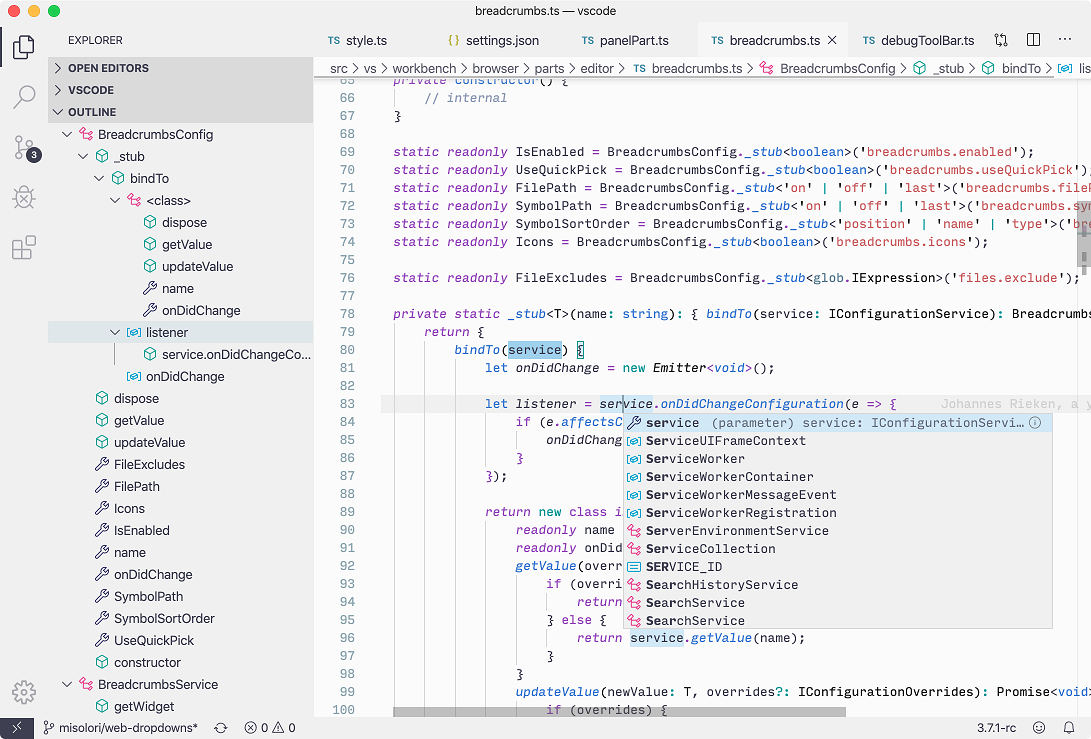 breadcrumbs.ts — vscode
EXPLORER
TS style.ts
{} settings.json
TS panelPart.ts
TS breadcrumbs.ts
TS debugToolBar.ts
OPEN EDITORS
VSCODE
OUTLINE
BreadcrumbsConfig
_stub
bindTo
<class>
dispose
getValue
updateValue
name
onDidChange
listener
service.onDidChangeCo...
onDidChange
dispose
getValue
updateValue
FileExcludes
FilePath
Icons
IsEnabled
name
onDidChange
SymbolPath
SymbolSortOrder
UseQuickPick
constructor
BreadcrumbsService
getWidget
3
src > vs > workbench > browser > parts > editor > TS breadcrumbs.ts > BreadcrumbsConfig > _stub > bindTo > lis
65 private constructor() {
66 // internal
67 }
68
69 static readonly IsEnabled = BreadcrumbsConfig._stub<boolean>('breadcrumbs.enabled');
70 static readonly UseQuickPick = BreadcrumbsConfig._stub<boolean>('breadcrumbs.useQuickPick');
71 static readonly FilePath = BreadcrumbsConfig._stub<'on' | 'off' | 'last'>('breadcrumbs.fileP
72 static readonly SymbolPath = BreadcrumbsConfig._stub<'on' | 'off' | 'last'>('breadcrumbs.sy
73 static readonly SymbolSortOrder = BreadcrumbsConfig._stub<'position' | 'name' | 'type'>('bre
74 static readonly Icons = BreadcrumbsConfig._stub<boolean>('breadcrumbs.icons');
75
76 static readonly FileExcludes = BreadcrumbsConfig._stub<glob.IExpression>('files.exclude');
77
78 private static _stub<T>(name: string): { bindTo(service: IConfigurationService): Breadcrumbs
79 return {
80 bindTo(service) {
81 let onDidChange = new Emitter<void>();
82
83 let listener = service.onDidChangeConfiguration(e => { Johannes Rieken, a y
84 if (e.affectsC
85 onDidChang
86 }
87 });
88
89 return new class i
90 readonly name
91 readonly onDid
92 getValue(overr
93 if (overri
94 return
95 } else {
96 return service.getValue(name);
97 }
98 }
99 updateValue(newValue: T, overrides?: IConfigurationOverrides): Promise<void>
100 if (overrides) {
service (parameter) service: IConfigurationServi…
ServiceUIFrameContext
ServiceWorker
ServiceWorkerContainer
ServiceWorkerMessageEvent
ServiceWorkerRegistration
ServerEnvironmentService
ServiceCollection
SERVICE_ID
SearchHistoryService
SearchService
SearchService
misolori/web-dropdowns* 0 0 3.7.1-rc